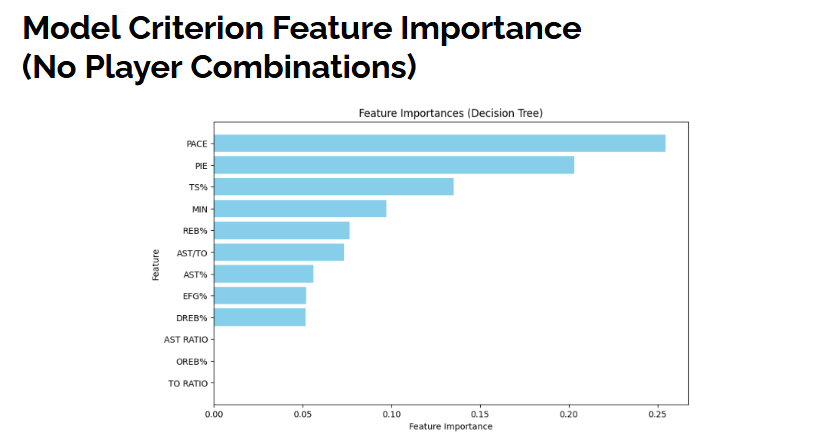 Model Criterion Feature Importance
(No Player Combinations)
Feature Importances (Decision Tree)
PACE
PIE
TS%
MIN
REB%
AST/TO
AST%
EFG%
DREB%
AST RATIO
OREB%
TO RATIO
Feature
0.00 0.05 0.10 0.15 0.20 0.25
Feature Importance